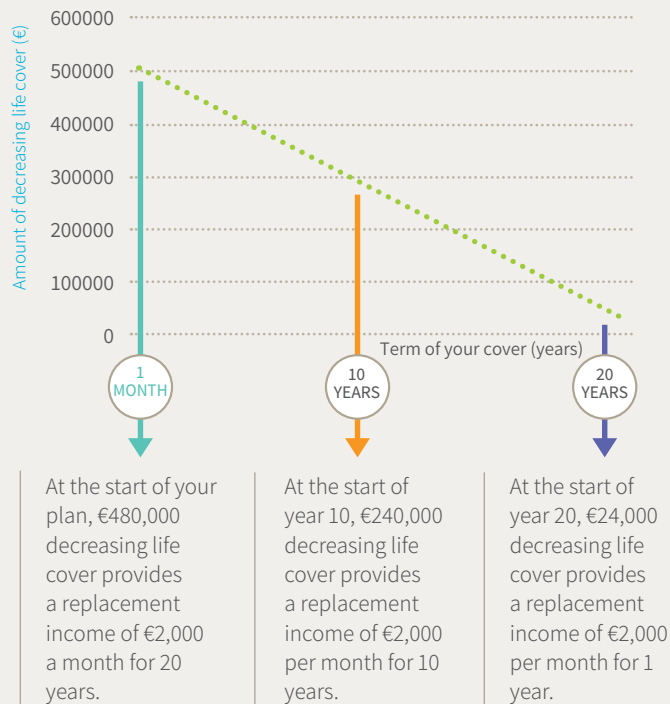 Amount of decreasing life cover (€)
600000
500000
400000
300000
200000
100000
0
Term of your cover (years)
1
MONTH
10
YEARS
20
YEARS
At the start of your
plan, €480,000
decreasing life
cover provides
a replacement
income of €2,000
a month for 20
years.
At the start of
year 10, €240,000
decreasing life
cover provides
a replacement
income of €2,000
per month for 10
years.
At the start of
year 20, €24,000
decreasing life
cover provides
a replacement
income of €2,000
per month for 1
year.